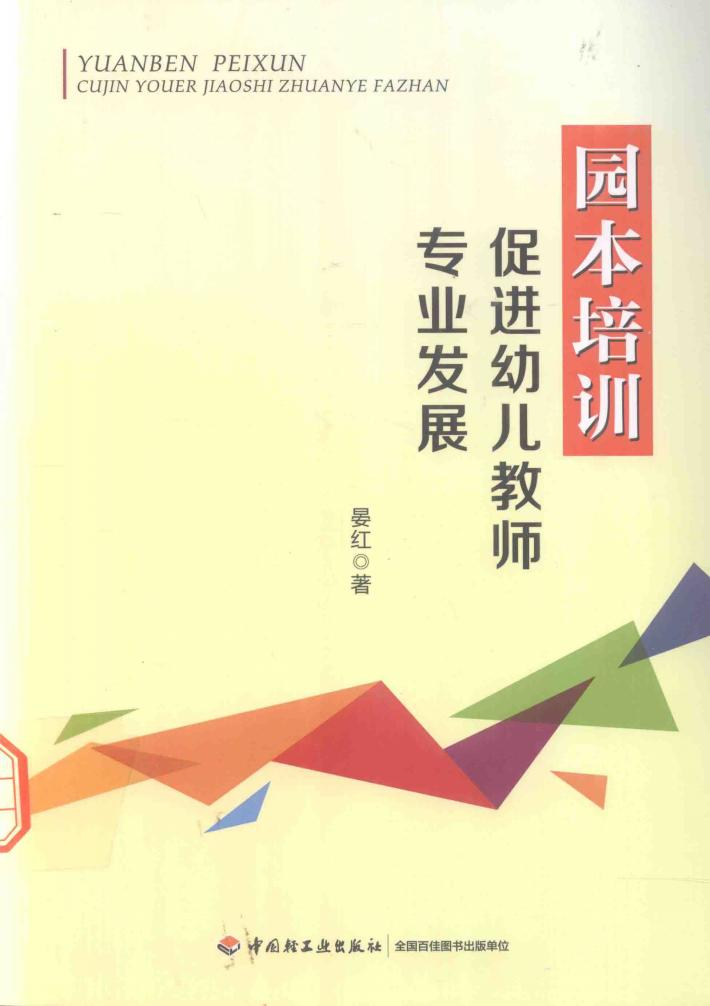 YUANBEN PEIXUN
CUJIN YOUER JIAOSHI ZHUANYE FAZHAN
园本培训
促进幼儿教师
专业发展
晏红◎著
中国轻工业出版社 | 全国百佳图书出版单位